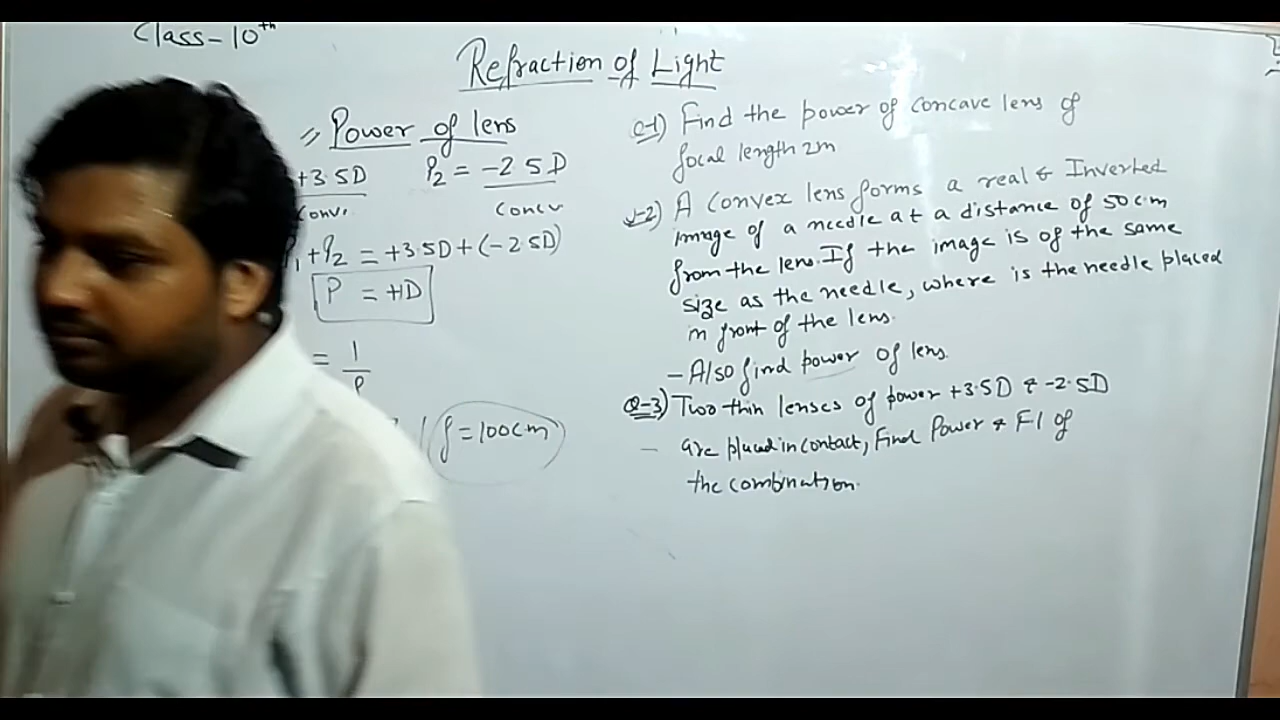 Class-10th
Refraction of Light
Power of lens
+3.5D P2 = -2.5D
Conv. Concv
+P2 = +3.5D+(-2.5D)
P = +1D
= 1
P
f=100cm
Q-1) Find the power of Concave lens of
focal length 2m
Q-2) A Convex lens forms a real & Inverted
image of a needle at a distance of 50cm
from the lens. If the image is of the same
size as the needle, where is the needle placed
in front of the lens.
- Also find power of lens.
Q-3) Two thin lenses of power +3.5D & -2.5D
are placed in contact, Find Power & Fl of
the combination.